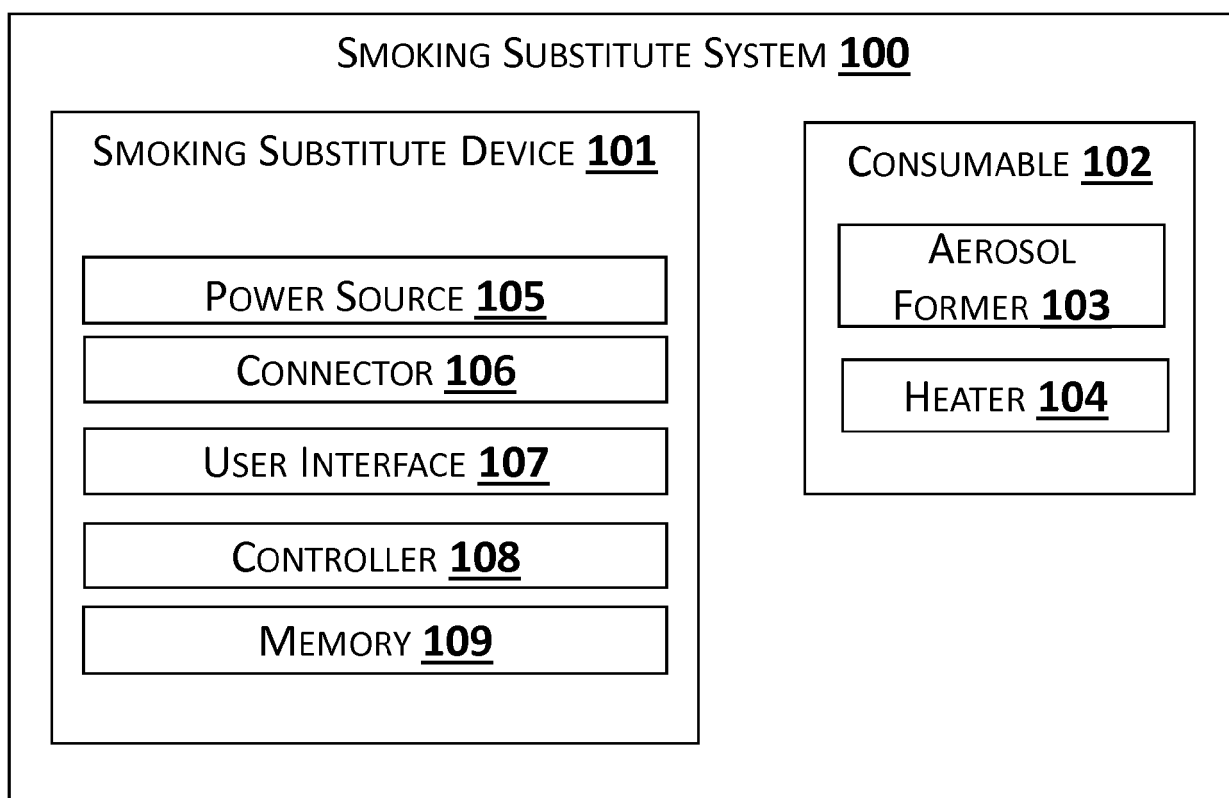 SMOKING SUBSTITUTE SYSTEM 100
SMOKING SUBSTITUTE DEVICE 101
POWER SOURCE 105
CONNECTOR 106
USER INTERFACE 107
CONTROLLER 108
MEMORY 109
CONSUMABLE 102
AEROSOL
FORMER 103
HEATER 104